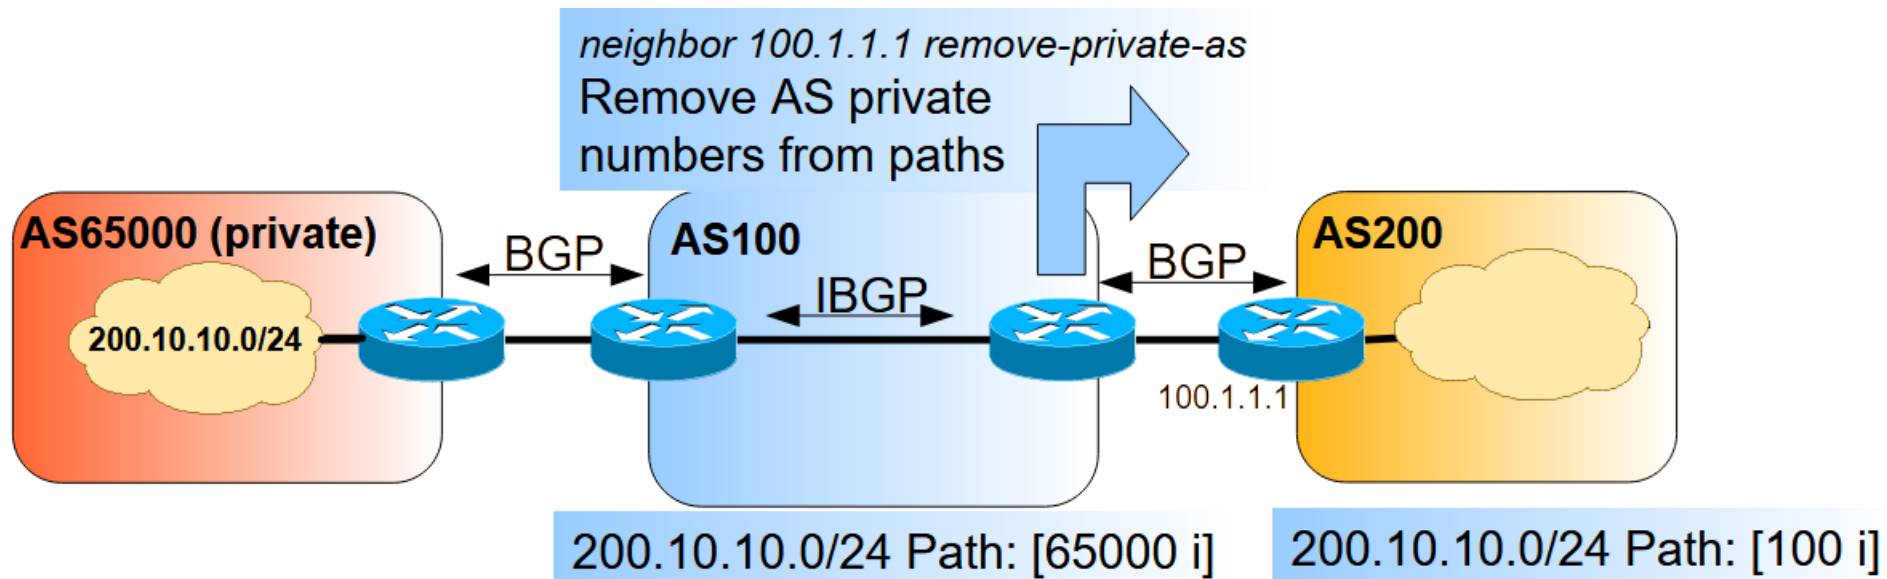 neighbor 100.1.1.1 remove-private-as
Remove AS private
numbers from paths
AS65000 (private)
BGP
AS100
BGP
AS200
IBGP
200.10.10.0/24
100.1.1.1
200.10.10.0/24 Path: [65000 i]
200.10.10.0/24 Path: [100 i]